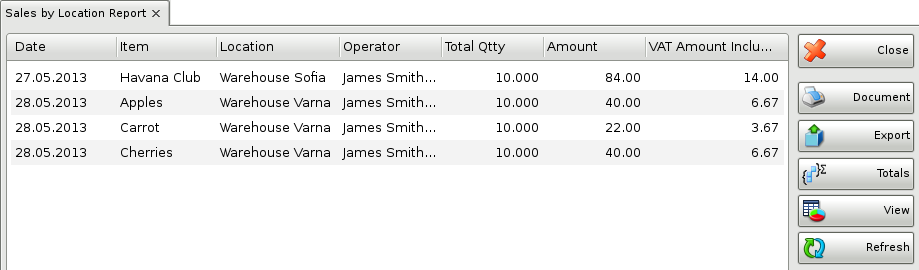 Sales by Location Report ×
Date Item Location Operator Total Qtty Amount VAT Amount Inclu...
27.05.2013 Havana Club Warehouse Sofia James Smith... 10.000 84.00 14.00
28.05.2013 Apples Warehouse Varna James Smith... 10.000 40.00 6.67
28.05.2013 Carrot Warehouse Varna James Smith... 10.000 22.00 3.67
28.05.2013 Cherries Warehouse Varna James Smith... 10.000 40.00 6.67
Close
Document
Export
{}Σ Totals
View
Refresh